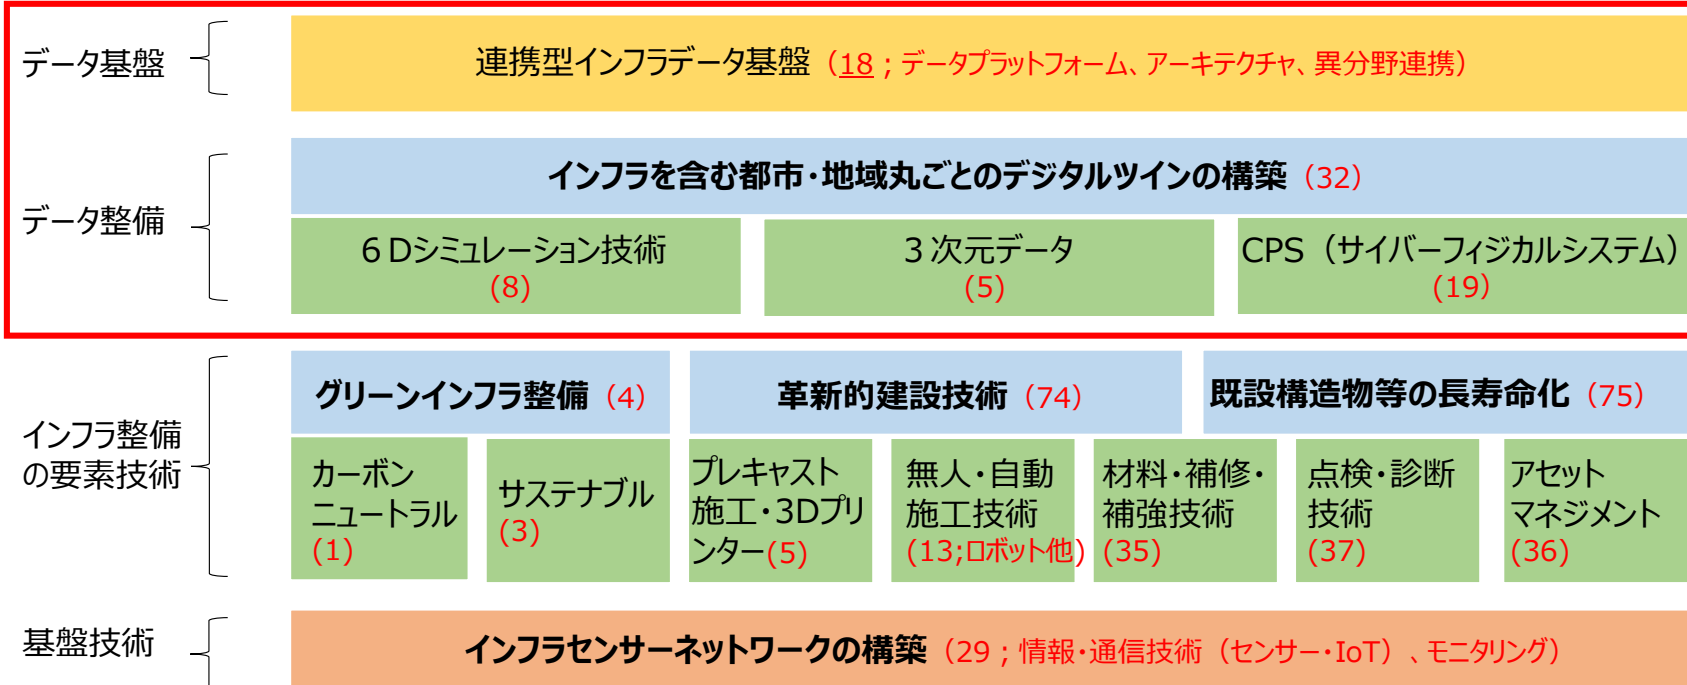 データ基盤
連携型インフラデータ基盤（18；データプラットフォーム、アーキテクチャ、異分野連携）
データ整備
インフラを含む都市・地域丸ごとのデジタルツインの構築（32）
６Dシミュレーション技術
(8)
３次元データ
(5)
CPS（サイバーフィジカルシステム）
(19)
インフラ整備
の要素技術
グリーンインフラ整備（4）
革新的建設技術（74）
既設構造物等の長寿命化（75）
カーボン
ニュートラル
(1)
サステナブル
(3)
プレキャスト
施工・3Dプリ
ンター(5)
無人・自動
施工技術
(13;ロボット他)
材料・補修・
補強技術
(35)
点検・診断
技術
(37)
アセット
マネジメント
(36)
基盤技術
インフラセンサーネットワークの構築（29；情報・通信技術（センサー・IoT）、モニタリング）